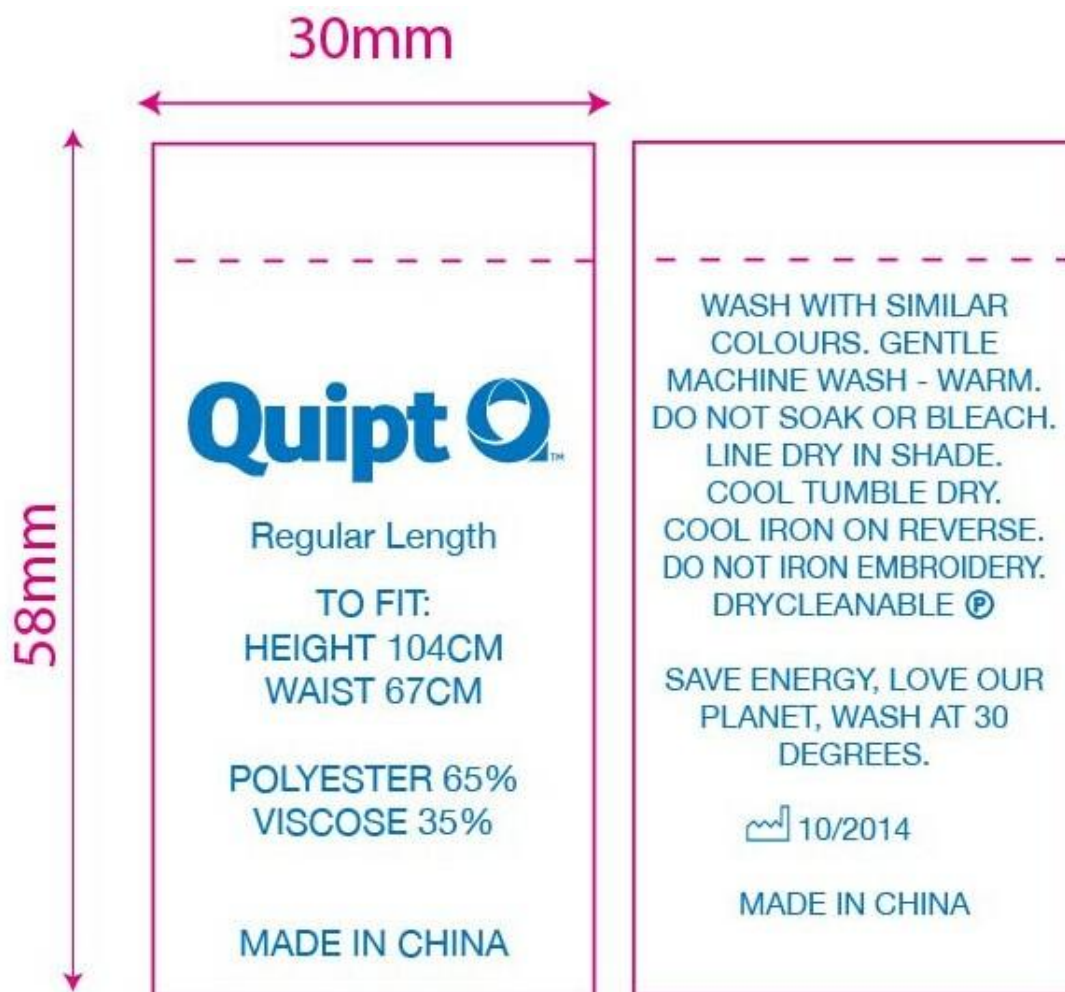 30mm
58mm
Quipt Q™
Regular Length
TO FIT:
HEIGHT 104CM
WAIST 67CM
POLYESTER 65%
VISCOSE 35%
MADE IN CHINA
WASH WITH SIMILAR
COLOURS. GENTLE
MACHINE WASH - WARM.
DO NOT SOAK OR BLEACH.
LINE DRY IN SHADE.
COOL TUMBLE DRY.
COOL IRON ON REVERSE.
DO NOT IRON EMBROIDERY.
DRYCLEANABLE Ⓟ
SAVE ENERGY, LOVE OUR
PLANET, WASH AT 30
DEGREES.
10/2014
MADE IN CHINA